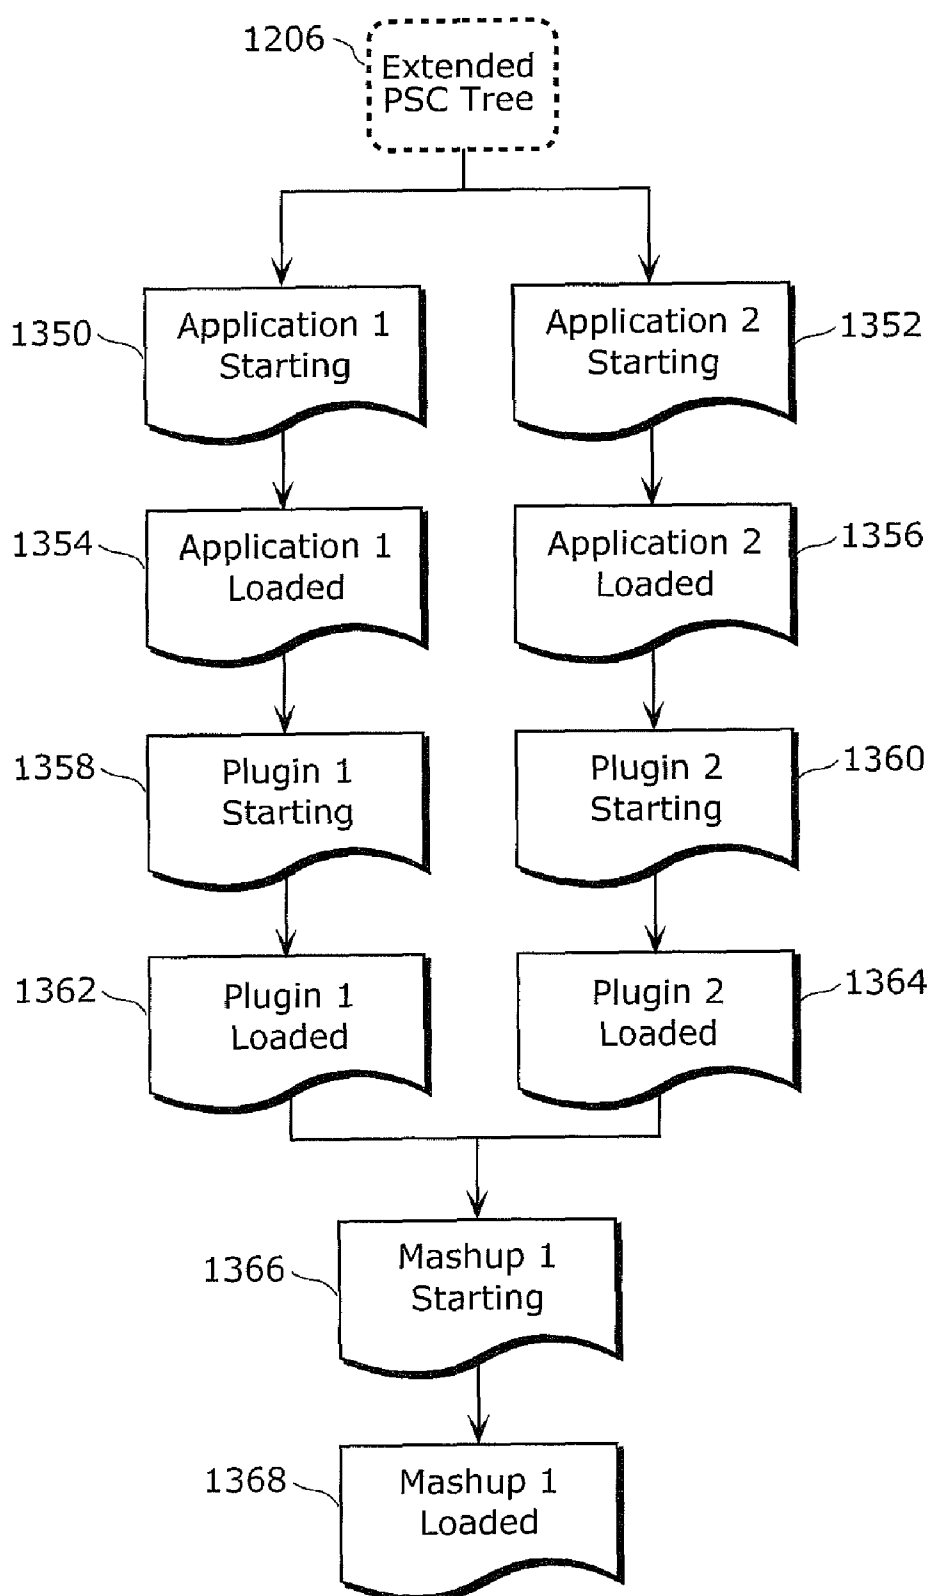 1206
Extended
PSC Tree
1350
Application 1
Starting
Application 2
Starting
1352
1354
Application 1
Loaded
Application 2
Loaded
1356
1358
Plugin 1
Starting
Plugin 2
Starting
1360
1362
Plugin 1
Loaded
Plugin 2
Loaded
1364
1366
Mashup 1
Starting
1368
Mashup 1
Loaded